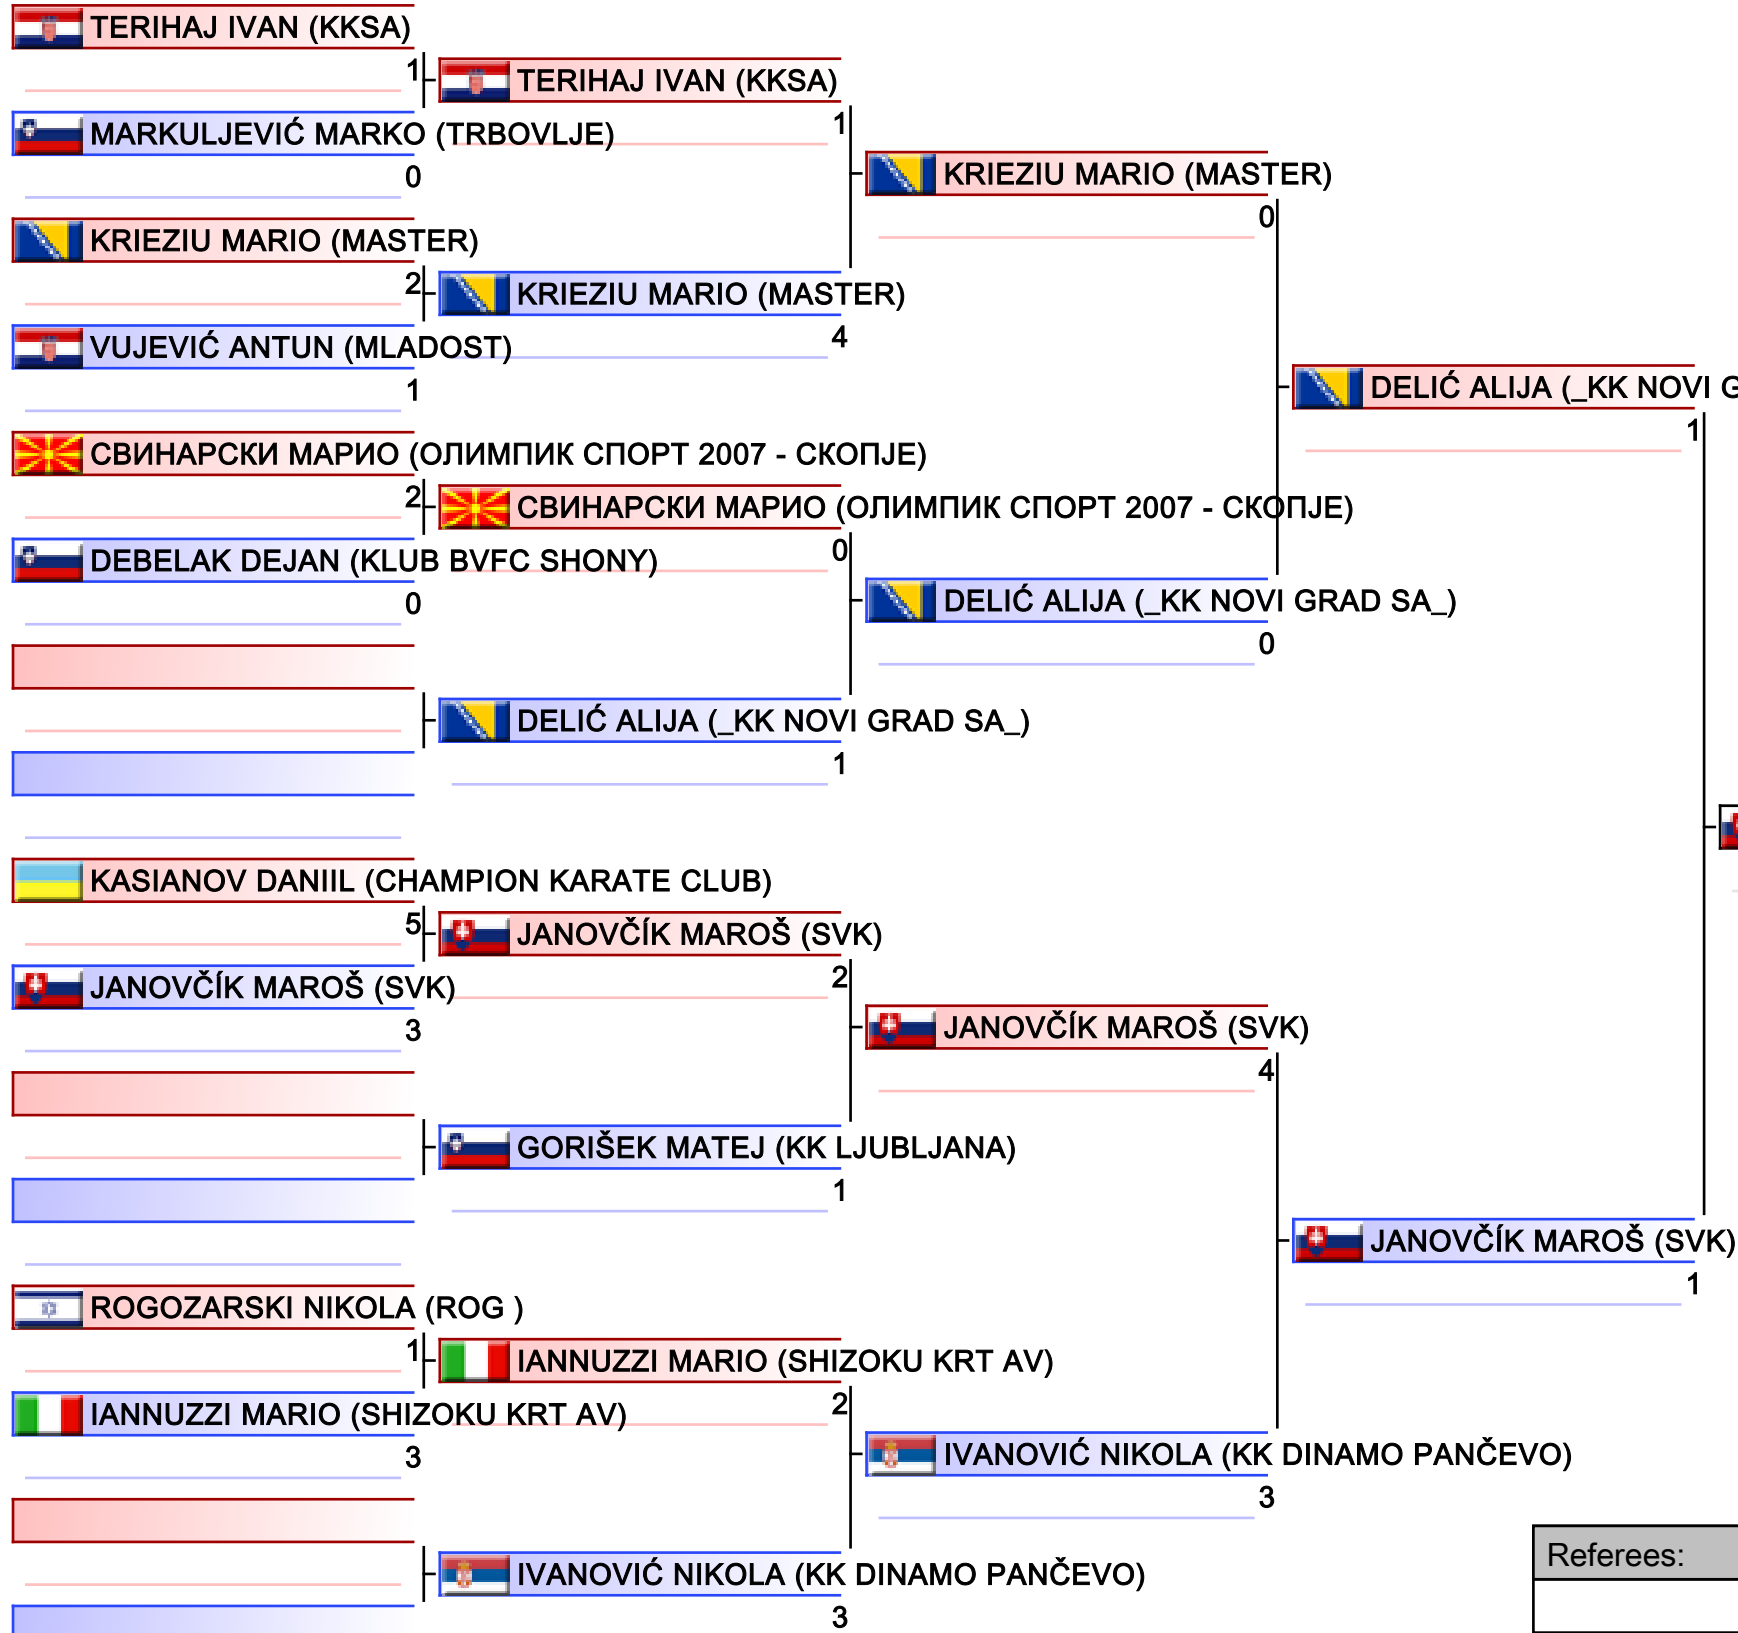 TERIHAJ IVAN (KKSA)
1
TERIHAJ IVAN (KKSA)
1
MARKULJEVIĆ MARKO (TRBOVLJE)
0
KRIEZIU MARIO (MASTER)
0
KRIEZIU MARIO (MASTER)
2
KRIEZIU MARIO (MASTER)
4
VUJEVIĆ ANTUN (MLADOST)
1
DELIĆ ALIJA (_KK NOVI G
1
СВИНАРСКИ МАРИО (ОЛИМПИК СПОРТ 2007 - СКОПЈЕ)
2
СВИНАРСКИ МАРИО (ОЛИМПИК СПОРТ 2007 - СКОПЈЕ)
0
DEBELAK DEJAN (KLUB BVFC SHONY)
0
DELIĆ ALIJA (_KK NOVI GRAD SA_)
0
DELIĆ ALIJA (_KK NOVI GRAD SA_)
1
KASIANOV DANIIL (CHAMPION KARATE CLUB)
5
JANOVČÍK MAROŠ (SVK)
2
JANOVČÍK MAROŠ (SVK)
3
JANOVČÍK MAROŠ (SVK)
4
GORIŠEK MATEJ (KK LJUBLJANA)
1
JANOVČÍK MAROŠ (SVK)
1
ROGOZARSKI NIKOLA (ROG )
1
IANNUZZI MARIO (SHIZOKU KRT AV)
2
IANNUZZI MARIO (SHIZOKU KRT AV)
3
IVANOVIĆ NIKOLA (KK DINAMO PANČEVO)
3
IVANOVIĆ NIKOLA (KK DINAMO PANČEVO)
3
Referees: